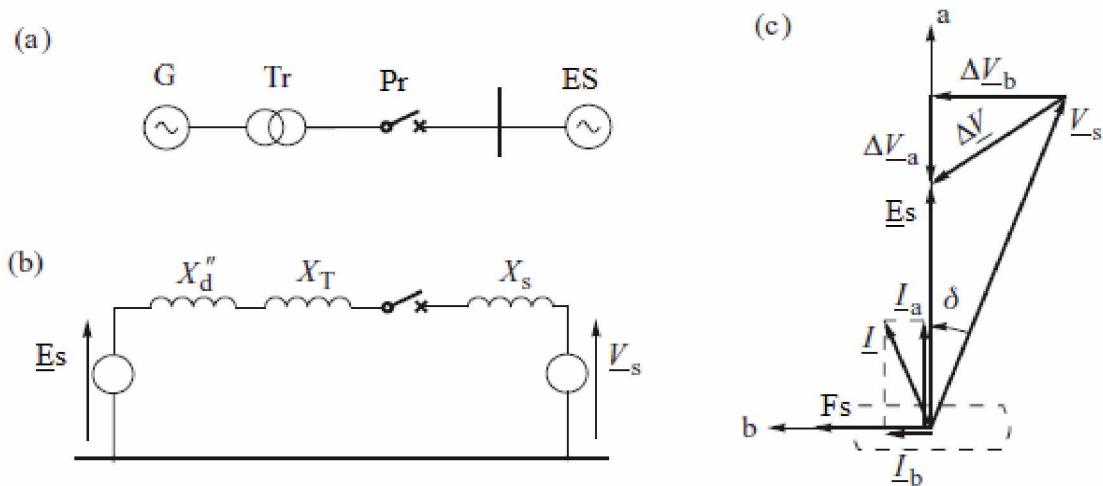 (a)
G Tr Pr ES
(b)
X″d XT Xs
Es Vs
(c)
a
ΔVb
ΔV
Vs
ΔVa
Es
Ia δ
I
Fs
b
Ib